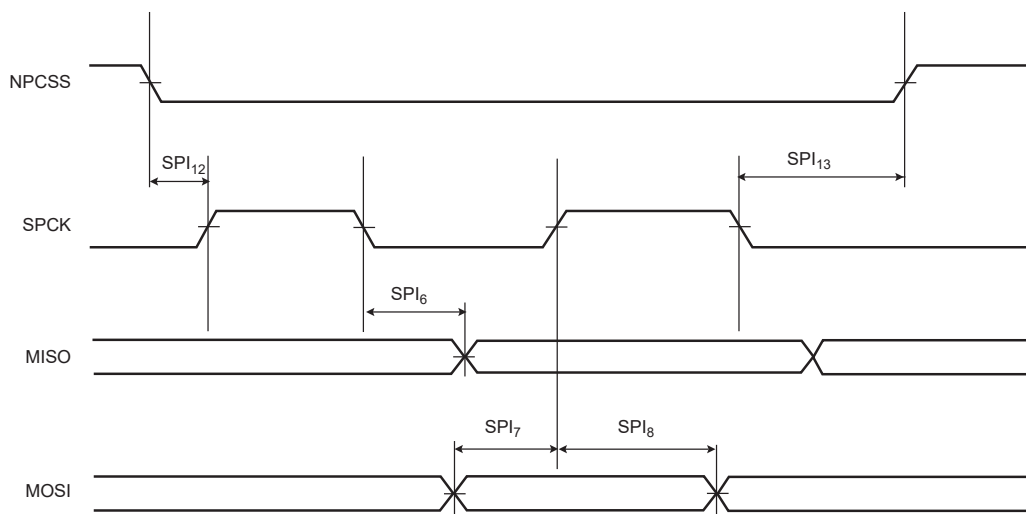 NPCSS
SPI₁₂
SPI₁₃
SPCK
SPI₆
MISO
SPI₇
SPI₈
MOSI